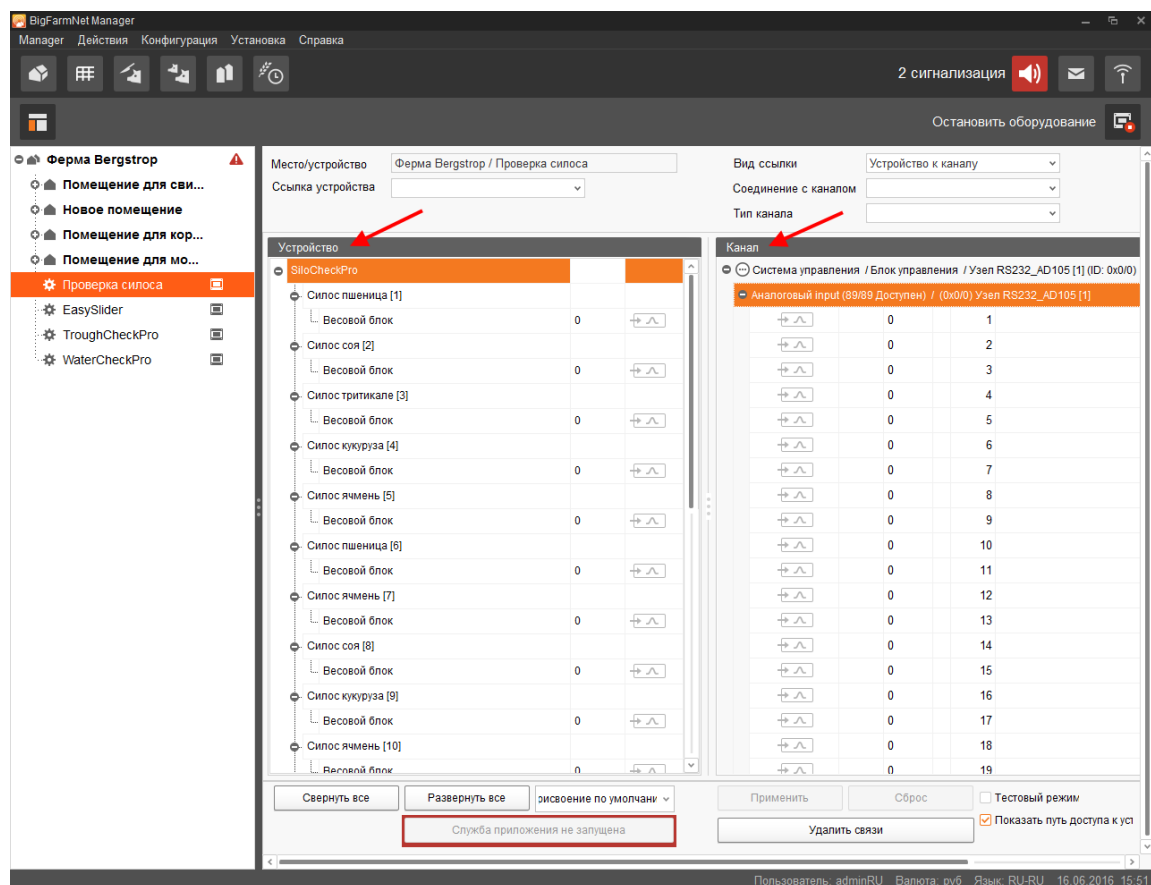 BigFarmNet Manager
Manager Действия Конфигурация Установка Справка
2 сигнализация
Остановить оборудование
Ферма Bergstrop
Помещение для сви...
Новое помещение
Помещение для кор...
Помещение для мо...
Проверка силоса
EasySlider
TroughCheckPro
WaterCheckPro
Место/устройство Ферма Bergstrop / Проверка силоса
Ссылка устройства
Вид ссылки Устройство к каналу
Соединение с каналом
Тип канала
Устройство
SiloCheckPro
Силос пшеница [1]
Весовой блок 0
Силос соя [2]
Весовой блок 0
Силос тритикале [3]
Весовой блок 0
Силос кукуруза [4]
Весовой блок 0
Силос ячмень [5]
Весовой блок 0
Силос пшеница [6]
Весовой блок 0
Силос ячмень [7]
Весовой блок 0
Силос соя [8]
Весовой блок 0
Силос кукуруза [9]
Весовой блок 0
Силос ячмень [10]
Весовой блок 0
Канал
Система управления / Блок управления / Узел RS232_AD105 [1] (ID: 0x0/0)
Аналоговый input (89/89 Доступен) / (0x0/0) Узел RS232_AD105 [1]
0 1
0 2
0 3
0 4
0 5
0 6
0 7
0 8
0 9
0 10
0 11
0 12
0 13
0 14
0 15
0 16
0 17
0 18
0 19
Свернуть все Развернуть все рисвоение по умолчани
Служба приложения не запущена
Применить Сброс Тестовый режим
Удалить связи Показать путь доступа к уст
Пользователь: adminRU Валюта: руб Язык: RU-RU 16.06.2016 15:51